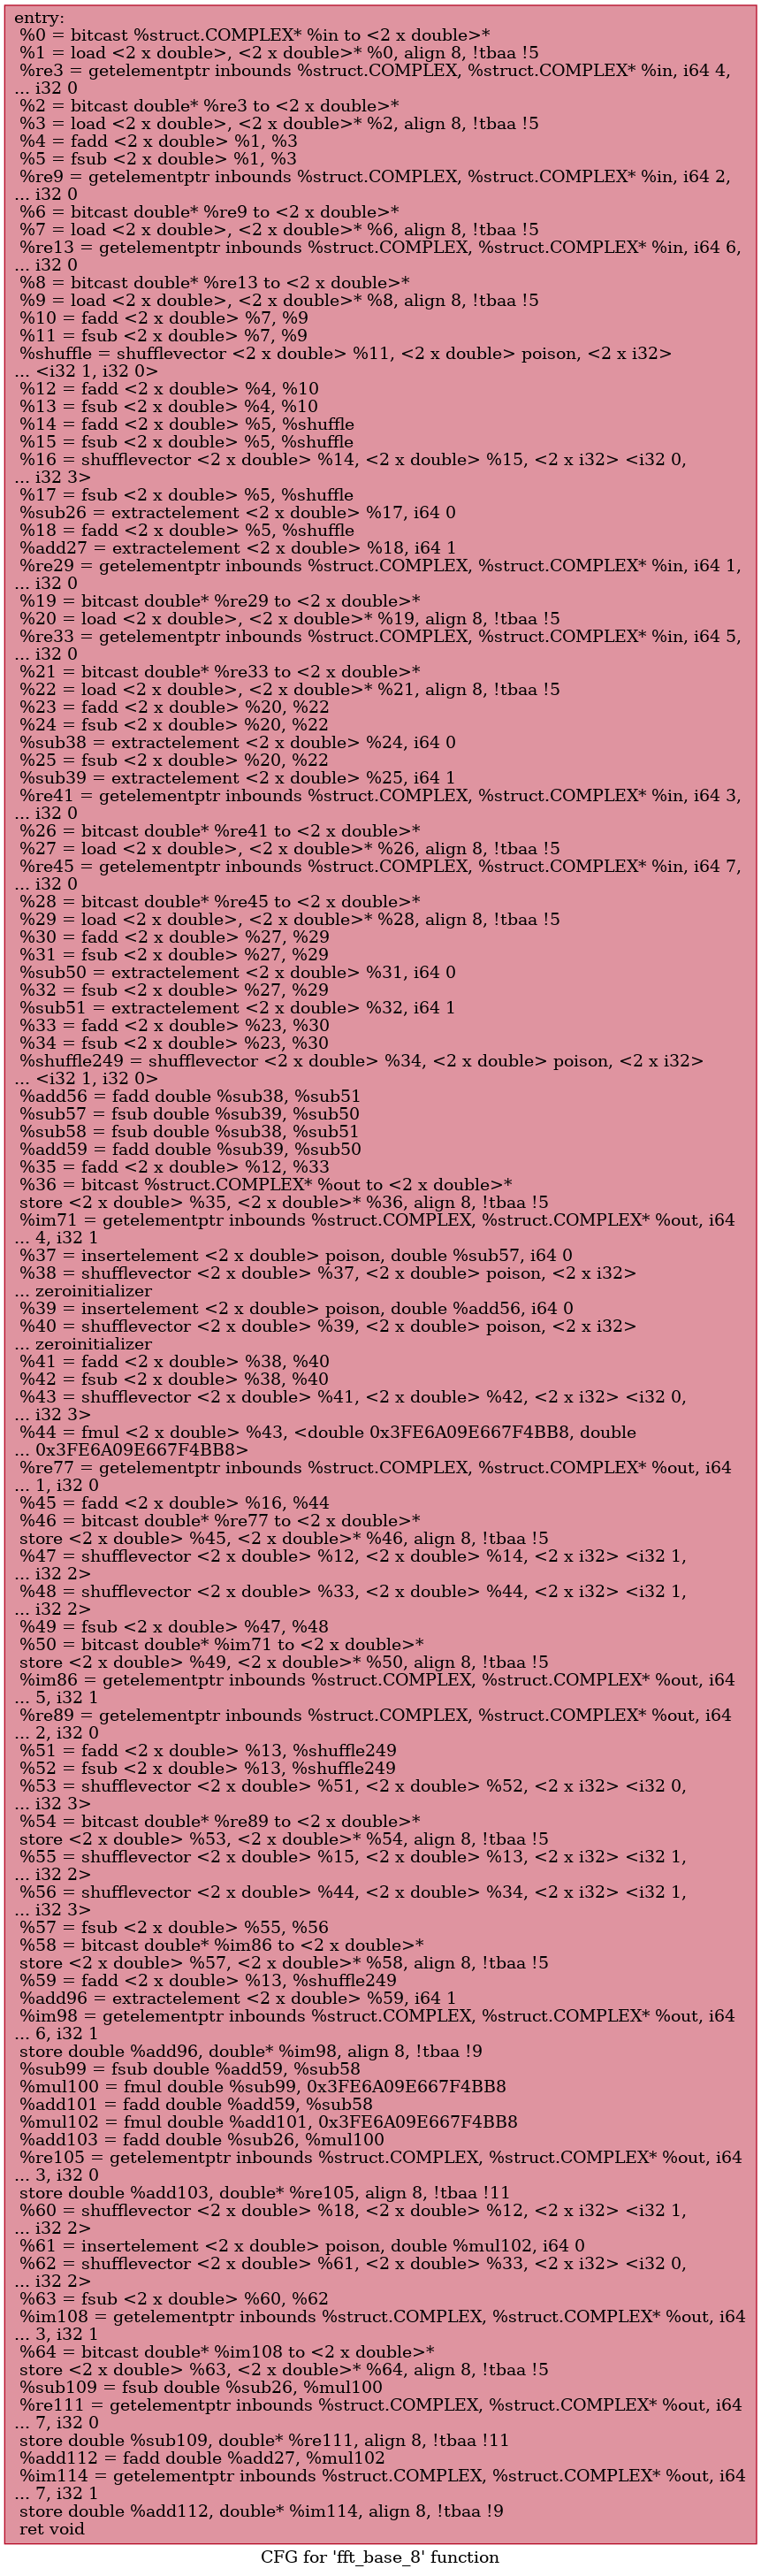 entry:
%0 = bitcast %struct.COMPLEX* %in to <2 x double>*
%1 = load <2 x double>, <2 x double>* %0, align 8, !tbaa !5
%re3 = getelementptr inbounds %struct.COMPLEX, %struct.COMPLEX* %in, i64 4,
... i32 0
%2 = bitcast double* %re3 to <2 x double>*
%3 = load <2 x double>, <2 x double>* %2, align 8, !tbaa !5
%4 = fadd <2 x double> %1, %3
%5 = fsub <2 x double> %1, %3
%re9 = getelementptr inbounds %struct.COMPLEX, %struct.COMPLEX* %in, i64 2,
... i32 0
%6 = bitcast double* %re9 to <2 x double>*
%7 = load <2 x double>, <2 x double>* %6, align 8, !tbaa !5
%re13 = getelementptr inbounds %struct.COMPLEX, %struct.COMPLEX* %in, i64 6,
... i32 0
%8 = bitcast double* %re13 to <2 x double>*
%9 = load <2 x double>, <2 x double>* %8, align 8, !tbaa !5
%10 = fadd <2 x double> %7, %9
%11 = fsub <2 x double> %7, %9
%shuffle = shufflevector <2 x double> %11, <2 x double> poison, <2 x i32>
... <i32 1, i32 0>
%12 = fadd <2 x double> %4, %10
%13 = fsub <2 x double> %4, %10
%14 = fadd <2 x double> %5, %shuffle
%15 = fsub <2 x double> %5, %shuffle
%16 = shufflevector <2 x double> %14, <2 x double> %15, <2 x i32> <i32 0,
... i32 3>
%17 = fsub <2 x double> %5, %shuffle
%sub26 = extractelement <2 x double> %17, i64 0
%18 = fadd <2 x double> %5, %shuffle
%add27 = extractelement <2 x double> %18, i64 1
%re29 = getelementptr inbounds %struct.COMPLEX, %struct.COMPLEX* %in, i64 1,
... i32 0
%19 = bitcast double* %re29 to <2 x double>*
%20 = load <2 x double>, <2 x double>* %19, align 8, !tbaa !5
%re33 = getelementptr inbounds %struct.COMPLEX, %struct.COMPLEX* %in, i64 5,
... i32 0
%21 = bitcast double* %re33 to <2 x double>*
%22 = load <2 x double>, <2 x double>* %21, align 8, !tbaa !5
%23 = fadd <2 x double> %20, %22
%24 = fsub <2 x double> %20, %22
%sub38 = extractelement <2 x double> %24, i64 0
%25 = fsub <2 x double> %20, %22
%sub39 = extractelement <2 x double> %25, i64 1
%re41 = getelementptr inbounds %struct.COMPLEX, %struct.COMPLEX* %in, i64 3,
... i32 0
%26 = bitcast double* %re41 to <2 x double>*
%27 = load <2 x double>, <2 x double>* %26, align 8, !tbaa !5
%re45 = getelementptr inbounds %struct.COMPLEX, %struct.COMPLEX* %in, i64 7,
... i32 0
%28 = bitcast double* %re45 to <2 x double>*
%29 = load <2 x double>, <2 x double>* %28, align 8, !tbaa !5
%30 = fadd <2 x double> %27, %29
%31 = fsub <2 x double> %27, %29
%sub50 = extractelement <2 x double> %31, i64 0
%32 = fsub <2 x double> %27, %29
%sub51 = extractelement <2 x double> %32, i64 1
%33 = fadd <2 x double> %23, %30
%34 = fsub <2 x double> %23, %30
%shuffle249 = shufflevector <2 x double> %34, <2 x double> poison, <2 x i32>
... <i32 1, i32 0>
%add56 = fadd double %sub38, %sub51
%sub57 = fsub double %sub39, %sub50
%sub58 = fsub double %sub38, %sub51
%add59 = fadd double %sub39, %sub50
%35 = fadd <2 x double> %12, %33
%36 = bitcast %struct.COMPLEX* %out to <2 x double>*
store <2 x double> %35, <2 x double>* %36, align 8, !tbaa !5
%im71 = getelementptr inbounds %struct.COMPLEX, %struct.COMPLEX* %out, i64
... 4, i32 1
%37 = insertelement <2 x double> poison, double %sub57, i64 0
%38 = shufflevector <2 x double> %37, <2 x double> poison, <2 x i32>
... zeroinitializer
%39 = insertelement <2 x double> poison, double %add56, i64 0
%40 = shufflevector <2 x double> %39, <2 x double> poison, <2 x i32>
... zeroinitializer
%41 = fadd <2 x double> %38, %40
%42 = fsub <2 x double> %38, %40
%43 = shufflevector <2 x double> %41, <2 x double> %42, <2 x i32> <i32 0,
... i32 3>
%44 = fmul <2 x double> %43, <double 0x3FE6A09E667F4BB8, double
... 0x3FE6A09E667F4BB8>
%re77 = getelementptr inbounds %struct.COMPLEX, %struct.COMPLEX* %out, i64
... 1, i32 0
%45 = fadd <2 x double> %16, %44
%46 = bitcast double* %re77 to <2 x double>*
store <2 x double> %45, <2 x double>* %46, align 8, !tbaa !5
%47 = shufflevector <2 x double> %12, <2 x double> %14, <2 x i32> <i32 1,
... i32 2>
%48 = shufflevector <2 x double> %33, <2 x double> %44, <2 x i32> <i32 1,
... i32 2>
%49 = fsub <2 x double> %47, %48
%50 = bitcast double* %im71 to <2 x double>*
store <2 x double> %49, <2 x double>* %50, align 8, !tbaa !5
%im86 = getelementptr inbounds %struct.COMPLEX, %struct.COMPLEX* %out, i64
... 5, i32 1
%re89 = getelementptr inbounds %struct.COMPLEX, %struct.COMPLEX* %out, i64
... 2, i32 0
%51 = fadd <2 x double> %13, %shuffle249
%52 = fsub <2 x double> %13, %shuffle249
%53 = shufflevector <2 x double> %51, <2 x double> %52, <2 x i32> <i32 0,
... i32 3>
%54 = bitcast double* %re89 to <2 x double>*
store <2 x double> %53, <2 x double>* %54, align 8, !tbaa !5
%55 = shufflevector <2 x double> %15, <2 x double> %13, <2 x i32> <i32 1,
... i32 2>
%56 = shufflevector <2 x double> %44, <2 x double> %34, <2 x i32> <i32 1,
... i32 3>
%57 = fsub <2 x double> %55, %56
%58 = bitcast double* %im86 to <2 x double>*
store <2 x double> %57, <2 x double>* %58, align 8, !tbaa !5
%59 = fadd <2 x double> %13, %shuffle249
%add96 = extractelement <2 x double> %59, i64 1
%im98 = getelementptr inbounds %struct.COMPLEX, %struct.COMPLEX* %out, i64
... 6, i32 1
store double %add96, double* %im98, align 8, !tbaa !9
%sub99 = fsub double %add59, %sub58
%mul100 = fmul double %sub99, 0x3FE6A09E667F4BB8
%add101 = fadd double %add59, %sub58
%mul102 = fmul double %add101, 0x3FE6A09E667F4BB8
%add103 = fadd double %sub26, %mul100
%re105 = getelementptr inbounds %struct.COMPLEX, %struct.COMPLEX* %out, i64
... 3, i32 0
store double %add103, double* %re105, align 8, !tbaa !11
%60 = shufflevector <2 x double> %18, <2 x double> %12, <2 x i32> <i32 1,
... i32 2>
%61 = insertelement <2 x double> poison, double %mul102, i64 0
%62 = shufflevector <2 x double> %61, <2 x double> %33, <2 x i32> <i32 0,
... i32 2>
%63 = fsub <2 x double> %60, %62
%im108 = getelementptr inbounds %struct.COMPLEX, %struct.COMPLEX* %out, i64
... 3, i32 1
%64 = bitcast double* %im108 to <2 x double>*
store <2 x double> %63, <2 x double>* %64, align 8, !tbaa !5
%sub109 = fsub double %sub26, %mul100
%re111 = getelementptr inbounds %struct.COMPLEX, %struct.COMPLEX* %out, i64
... 7, i32 0
store double %sub109, double* %re111, align 8, !tbaa !11
%add112 = fadd double %add27, %mul102
%im114 = getelementptr inbounds %struct.COMPLEX, %struct.COMPLEX* %out, i64
... 7, i32 1
store double %add112, double* %im114, align 8, !tbaa !9
ret void
CFG for 'fft_base_8' function